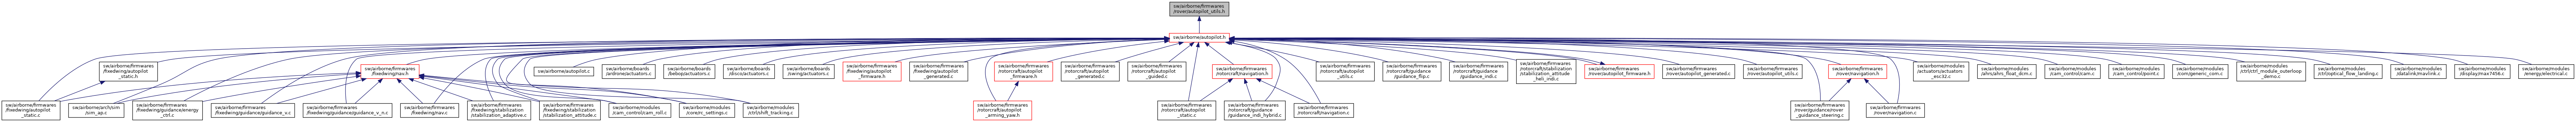 sw/airborne/firmwares
/rover/autopilot_utils.h
sw/airborne/autopilot.h
sw/airborne/firmwares
/fixedwing/autopilot
_static.h
sw/airborne/firmwares
/fixedwing/nav.h
sw/airborne/autopilot.c
sw/airborne/boards
/ardrone/actuators.c
sw/airborne/boards
/bebop/actuators.c
sw/airborne/boards
/disco/actuators.c
sw/airborne/boards
/swing/actuators.c
sw/airborne/firmwares
/fixedwing/autopilot
_firmware.h
sw/airborne/firmwares
/fixedwing/autopilot
_generated.c
sw/airborne/firmwares
/rotorcraft/autopilot
_firmware.h
sw/airborne/firmwares
/rotorcraft/autopilot
_generated.c
sw/airborne/firmwares
/rotorcraft/autopilot
_guided.c
sw/airborne/firmwares
/rotorcraft/navigation.h
sw/airborne/firmwares
/rotorcraft/autopilot
_utils.c
sw/airborne/firmwares
/rotorcraft/guidance
/guidance_flip.c
sw/airborne/firmwares
/rotorcraft/guidance
/guidance_indi.c
sw/airborne/firmwares
/rotorcraft/stabilization
/stabilization_attitude
_heli_indi.c
sw/airborne/firmwares
/rover/autopilot_firmware.h
sw/airborne/firmwares
/rover/autopilot_generated.c
sw/airborne/firmwares
/rover/autopilot_utils.c
sw/airborne/firmwares
/rover/navigation.h
sw/airborne/modules
/actuators/actuators
_esc32.c
sw/airborne/modules
/ahrs/ahrs_float_dcm.c
sw/airborne/modules
/cam_control/cam.c
sw/airborne/modules
/cam_control/point.c
sw/airborne/modules
/com/generic_com.c
sw/airborne/modules
/ctrl/ctrl_module_outerloop
_demo.c
sw/airborne/modules
/ctrl/optical_flow_landing.c
sw/airborne/modules
/datalink/mavlink.c
sw/airborne/modules
/display/max7456.c
sw/airborne/modules
/energy/electrical.c
sw/airborne/firmwares
/fixedwing/autopilot
_static.c
sw/airborne/arch/sim
/sim_ap.c
sw/airborne/firmwares
/fixedwing/guidance/energy
_ctrl.c
sw/airborne/firmwares
/fixedwing/guidance/guidance_v.c
sw/airborne/firmwares
/fixedwing/guidance/guidance_v_n.c
sw/airborne/firmwares
/fixedwing/nav.c
sw/airborne/firmwares
/fixedwing/stabilization
/stabilization_adaptive.c
sw/airborne/firmwares
/fixedwing/stabilization
/stabilization_attitude.c
sw/airborne/modules
/cam_control/cam_roll.c
sw/airborne/modules
/core/rc_settings.c
sw/airborne/modules
/ctrl/shift_tracking.c
sw/airborne/firmwares
/rotorcraft/autopilot
_arming_yaw.h
sw/airborne/firmwares
/rotorcraft/autopilot
_static.c
sw/airborne/firmwares
/rotorcraft/guidance
/guidance_indi_hybrid.c
sw/airborne/firmwares
/rotorcraft/navigation.c
sw/airborne/firmwares
/rover/guidance/rover
_guidance_steering.c
sw/airborne/firmwares
/rover/navigation.c